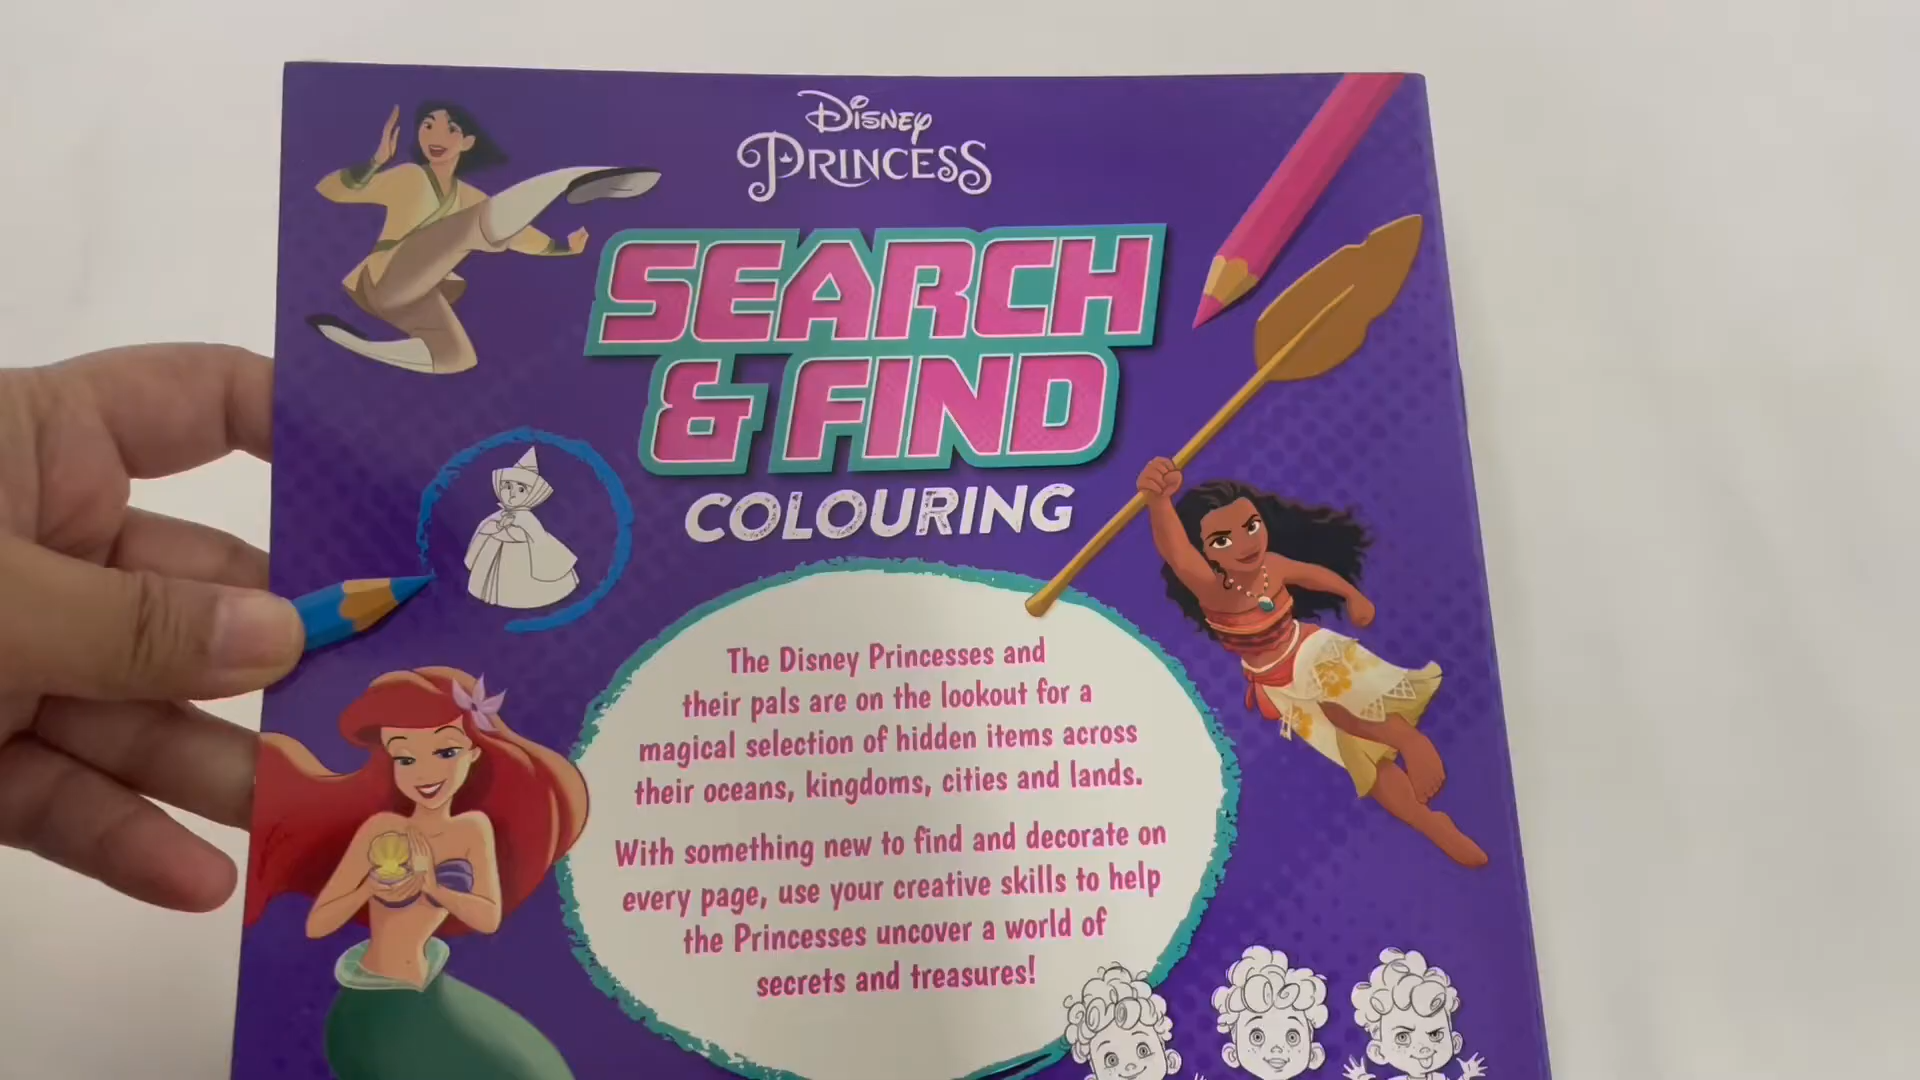 Disney
PRINCESS
SEARCH
& FIND
COLOURING
The Disney Princesses and
their pals are on the lookout for a
magical selection of hidden items across
their oceans, kingdoms, cities and lands.
With something new to find and decorate on
every page, use your creative skills to help
the Princesses uncover a world of
secrets and treasures!